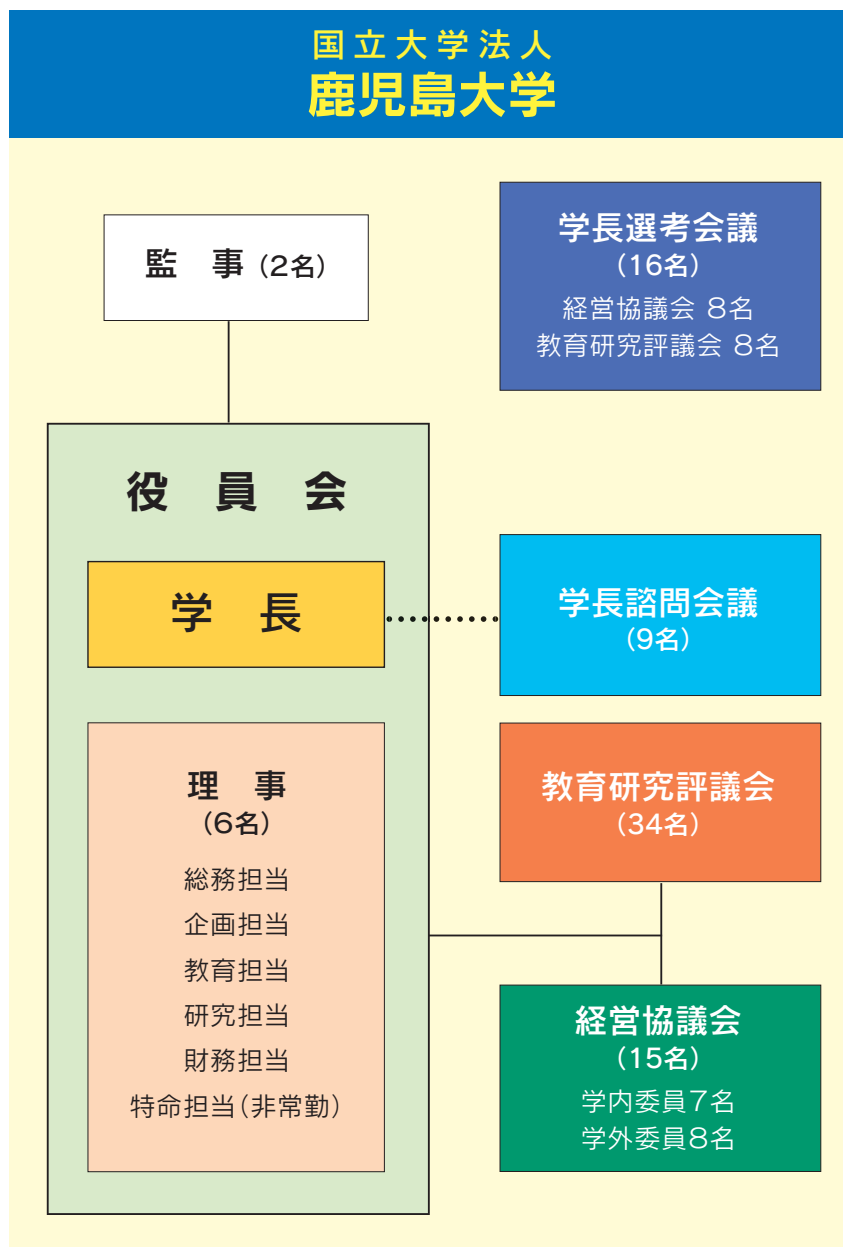 国立大学法人
鹿児島大学
監　事（2名）
学長選考会議
（16名）
経営協議会 8名
教育研究評議会 8名
役　員　会
学　長
学長諮問会議
（9名）
理　事
（6名）
総務担当
企画担当
教育担当
研究担当
財務担当
特命担当（非常勤）
教育研究評議会
（34名）
経営協議会
（15名）
学内委員7名
学外委員8名